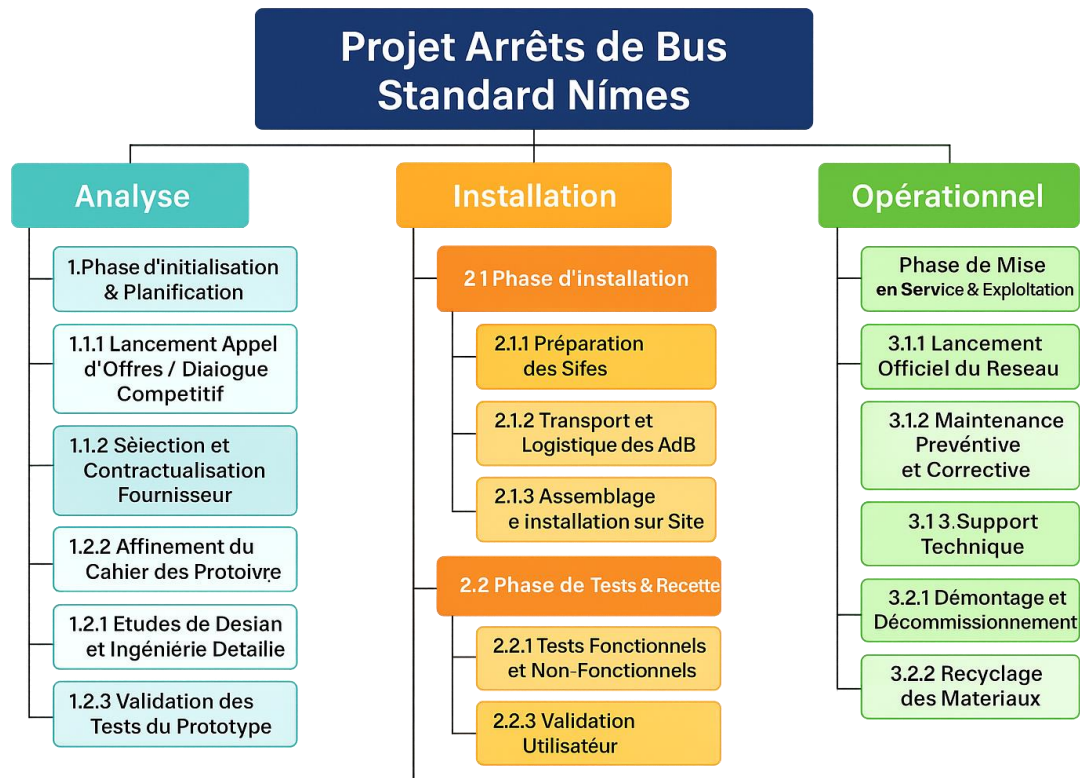 Projet Arrêts de Bus
Standard Nímes
Analyse
1.Phase d'initialisation
& Planification
1.1.1 Lancement Appel
d'Offres / Diaiogue
Competitif
1.1.2 Sèiection et
Contractualisation
Fournisseur
1.2.2 Affinement du
Cahier des Protoivre
1.2.1 Etudes de Desian
et Ingéniérie Detailie
1.2.3 Validation des
Tests du Prototype
Installation
2 1 Phase d'installation
2.1.1 Préparation
des Sifes
2.1.2 Transport et
Logistique des AdB
2.1.3 Assemblage
e installation sur Site
2.2 Phase de Tests & Recette
2.2.1 Tests Fonctionnels
et Non-Fonctionnels
2.2.3 Validation
Utilisatéur
Opérationnel
Phase de Mise
en Service & Exploltation
3.1.1 Lancement
Officiel du Reseau
3.1.2 Maintenance
Prevéntive
et Corrective
3.1 3.Support
Technique
3.2.1 Démontage et
Décommissionnement
3.2.2 Recyclage
des Materiaux